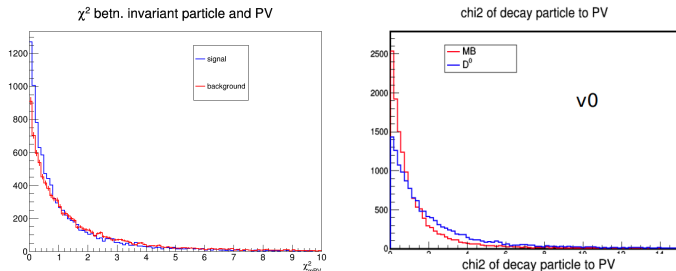 χ² betn. invariant particle and PV
1200
1000
800
600
400
200
0
0 1 2 3 4 5 6 7 8 9 10
signal
background
chi2 of decay particle to PV
2500
2000
1500
1000
500
0
0 2 4 6 8 10 12 14
MB
D⁰
v0
chi2 of decay particle to PV